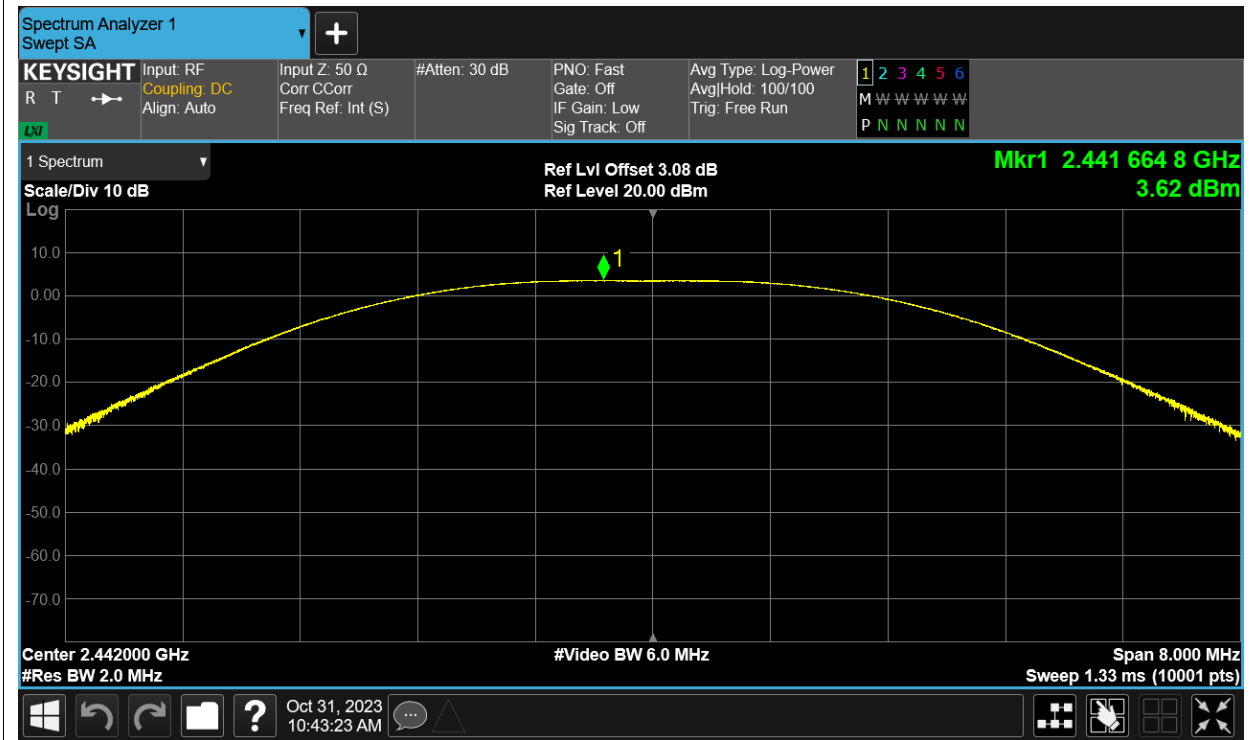 Spectrum Analyzer 1
Swept SA
KEYSIGHT
R T
LXI
Input: RF
Coupling: DC
Align: Auto
Input Z: 50 Ω
Corr CCorr
Freq Ref: Int (S)
#Atten: 30 dB
PNO: Fast
Gate: Off
IF Gain: Low
Sig Track: Off
Avg Type: Log-Power
Avg|Hold: 100/100
Trig: Free Run
1 2 3 4 5 6
M W W W W W
P N N N N N
1 Spectrum
Scale/Div 10 dB
Log
Ref Lvl Offset 3.08 dB
Ref Level 20.00 dBm
Mkr1 2.441 664 8 GHz
3.62 dBm
1
10.0
0.00
-10.0
-20.0
-30.0
-40.0
-50.0
-60.0
-70.0
Center 2.442000 GHz
#Res BW 2.0 MHz
#Video BW 6.0 MHz
Span 8.000 MHz
Sweep 1.33 ms (10001 pts)
?
Oct 31, 2023
10:43:23 AM